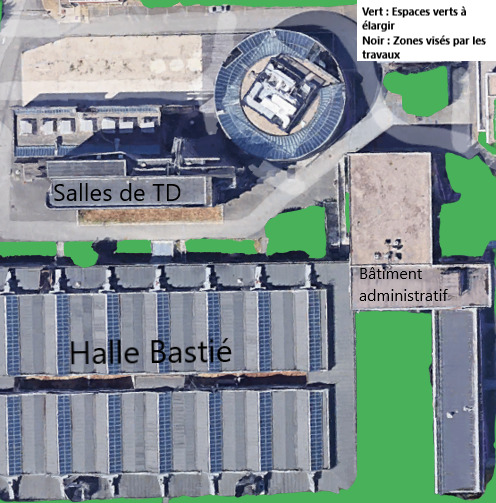 Vert : Espaces verts à
élargir
Noir : Zones visés par les
travaux
Salles de TD
Bâtiment
administratif
Halle Bastié